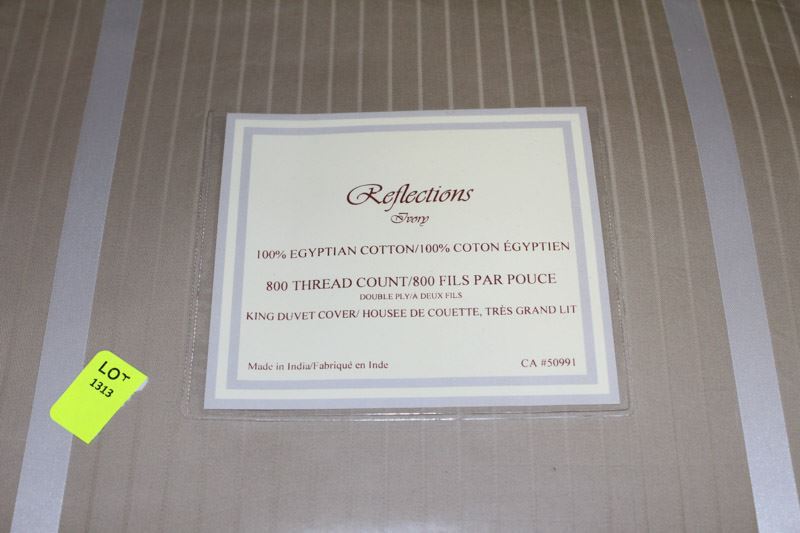 Reflections
Ivory
100% EGYPTIAN COTTON/100% COTON ÉGYPTIEN
800 THREAD COUNT/800 FILS PAR POUCE
DOUBLE PLY/A DEUX FILS
KING DUVET COVER/ HOUSEE DE COUETTE, TRÈS GRAND LIT
Made in India/Fabriqué en Inde CA #50991
LOT
1313